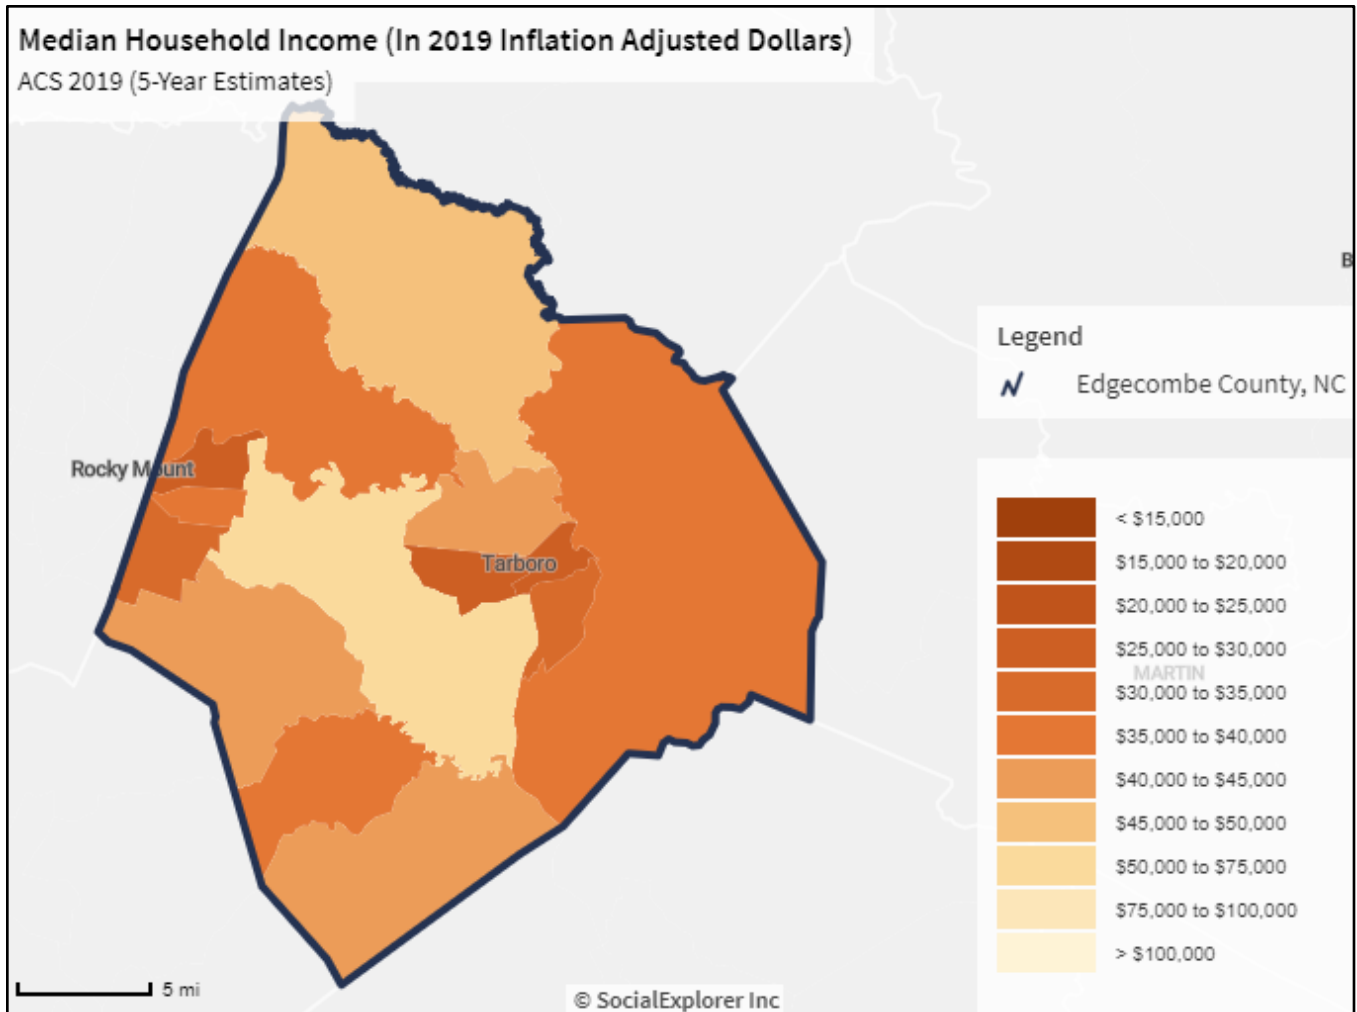 Median Household Income (In 2019 Inflation Adjusted Dollars)
ACS 2019 (5-Year Estimates)
B
Legend
Edgecombe County, NC
Rocky Mount
Tarboro
< $15,000
$15,000 to $20,000
$20,000 to $25,000
$25,000 to $30,000
MARTIN
$30,000 to $35,000
$35,000 to $40,000
$40,000 to $45,000
$45,000 to $50,000
$50,000 to $75,000
$75,000 to $100,000
> $100,000
5 mi
© SocialExplorer Inc